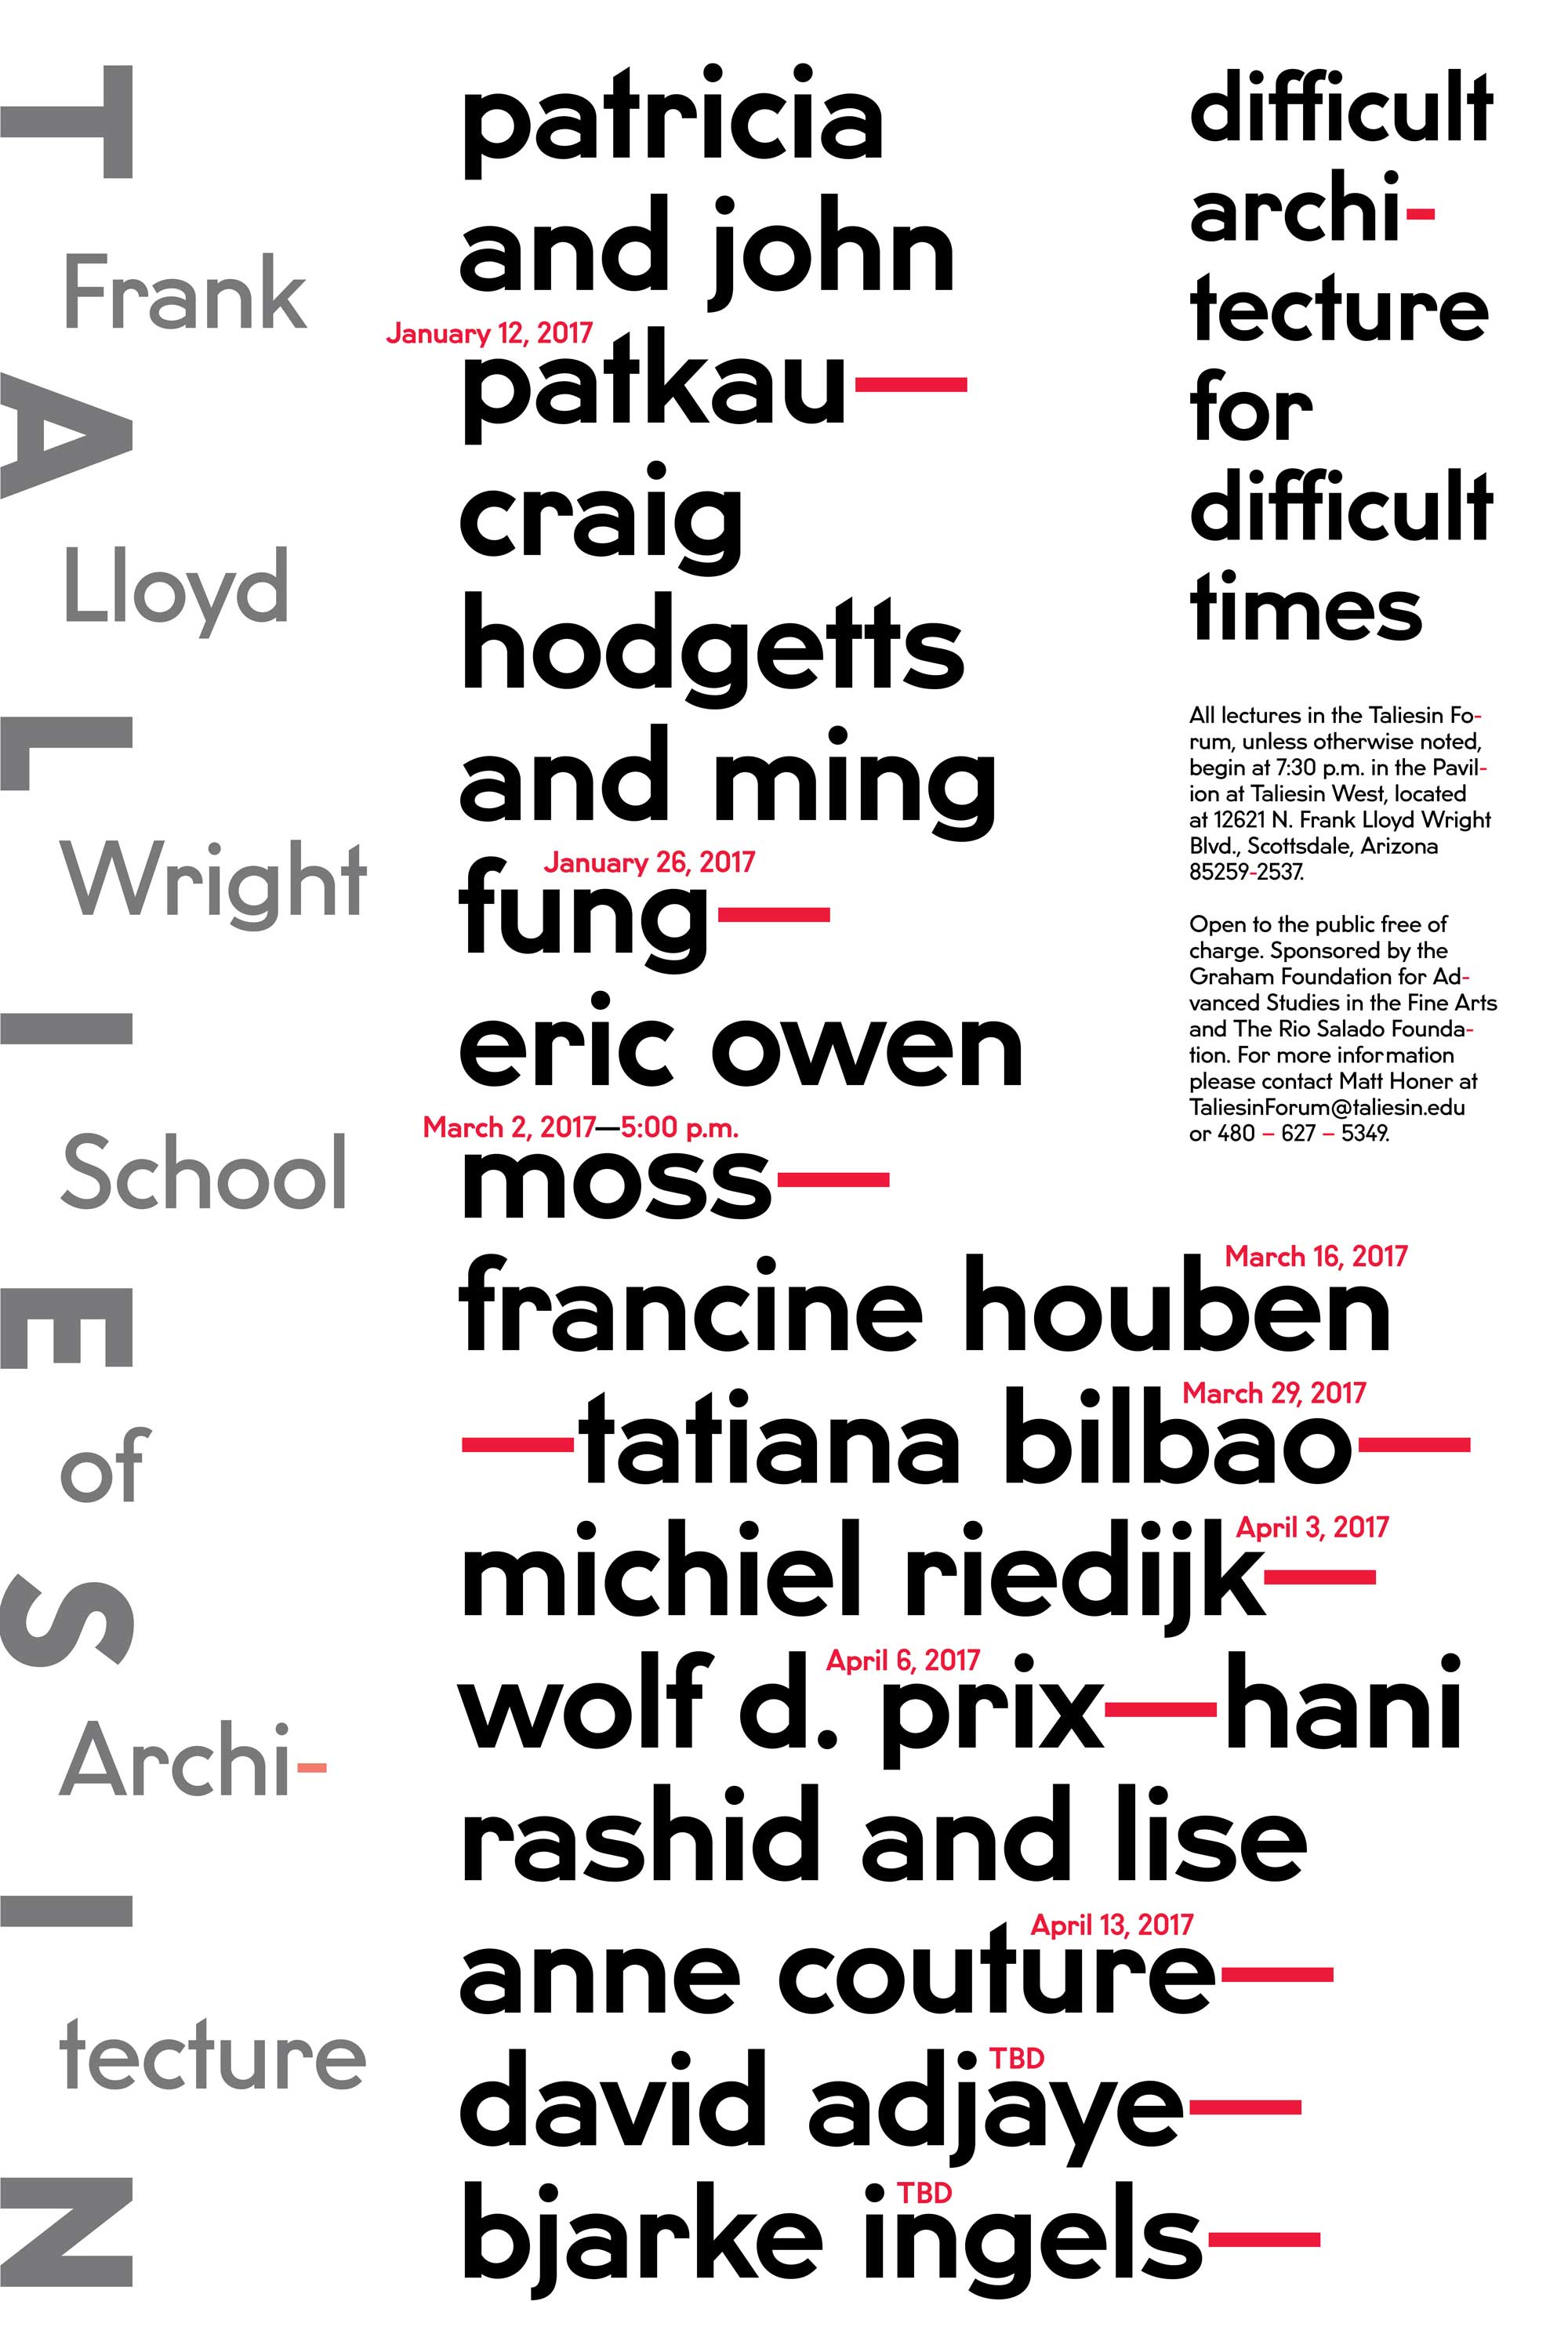 TALIESIN
Frank
Lloyd
Wright
School
of
Archi-
tecture
patricia
and john
January 12, 2017
patkau—
craig
hodgetts
and ming
January 26, 2017
fung—
eric owen
March 2, 2017—5:00 p.m.
moss—
March 16, 2017
francine houben
March 29, 2017
—tatiana bilbao—
April 3, 2017
michiel riedijk—
April 6, 2017
wolf d. prix—hani
rashid and lise
April 13, 2017
anne couture—
TBD
david adjaye—
TBD
bjarke ingels—
difficult
archi-
tecture
for
difficult
times
All lectures in the Taliesin Fo-
rum, unless otherwise noted,
begin at 7:30 p.m. in the Pavil-
ion at Taliesin West, located
at 12621 N. Frank Lloyd Wright
Blvd., Scottsdale, Arizona
85259-2537.
Open to the public free of
charge. Sponsored by the
Graham Foundation for Ad-
vanced Studies in the Fine Arts
and The Rio Salado Founda-
tion. For more information
please contact Matt Honer at
TaliesinForum@taliesin.edu
or 480 – 627 – 5349.